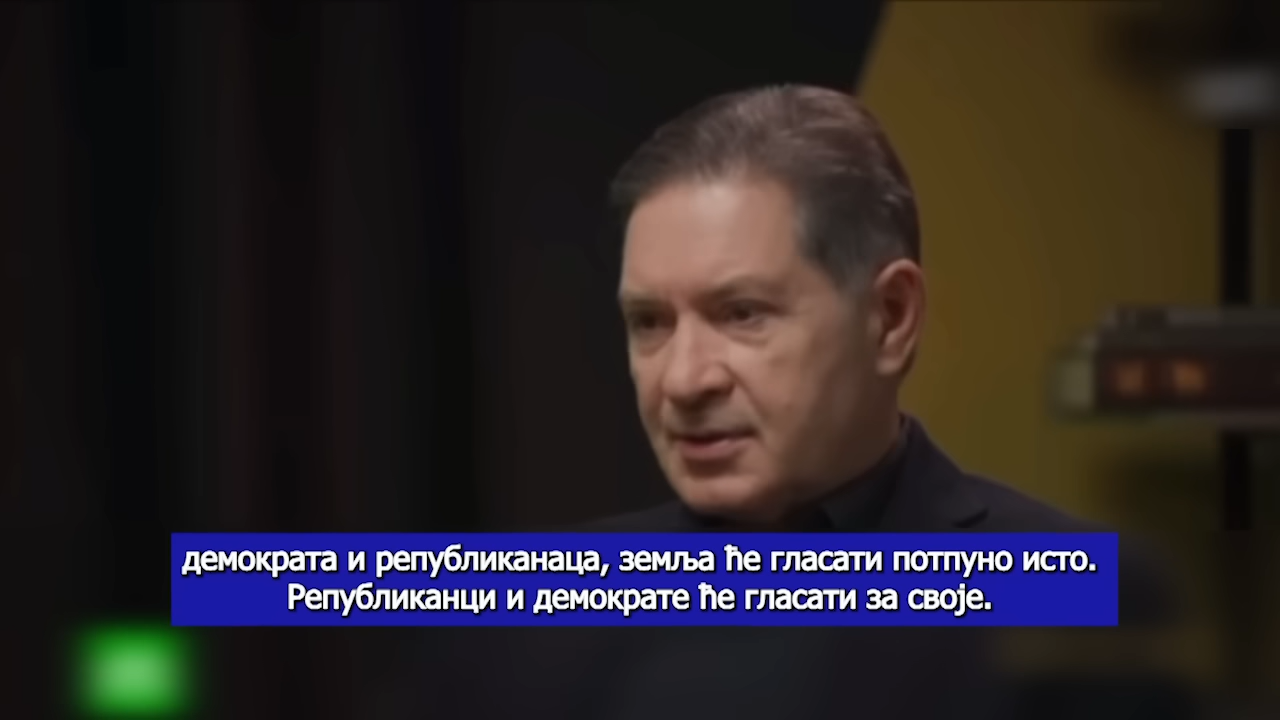 демократа и републиканаца, земља ће гласати потпуно исто.
Републиканци и демократе ће гласати за своје.